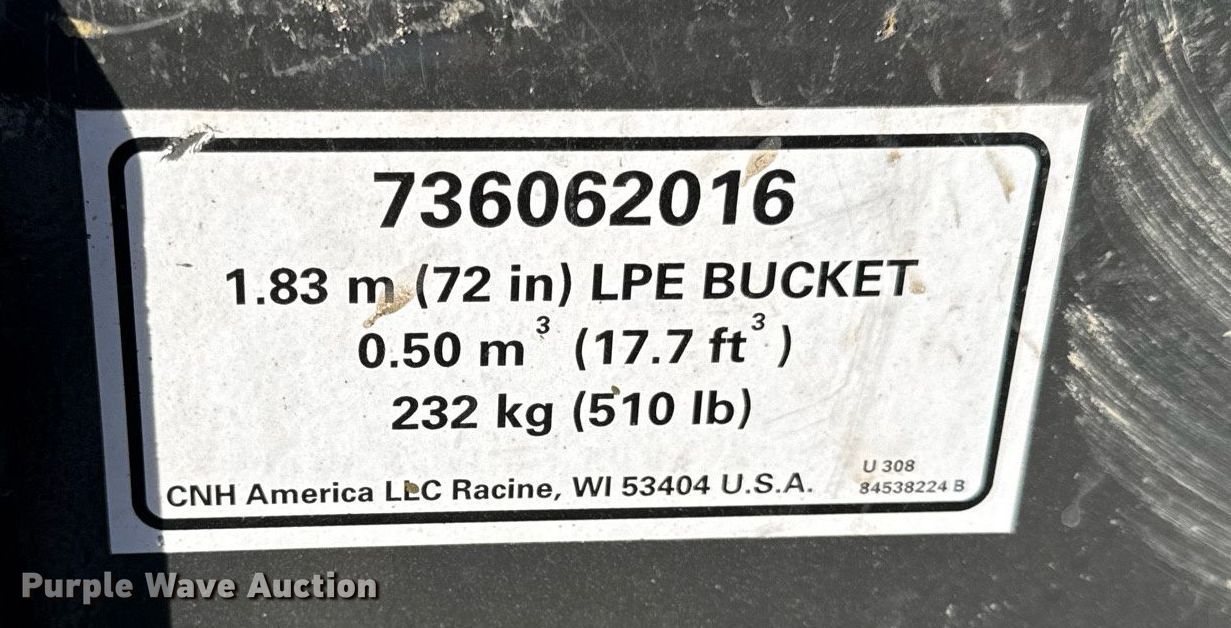 736062016
1.83 m (72 in) LPE BUCKET
0.50 m³ (17.7 ft³)
232 kg (510 lb)
CNH America LLC Racine, WI 53404 U.S.A.
U 308
84538224 B
Purple Wave Auction